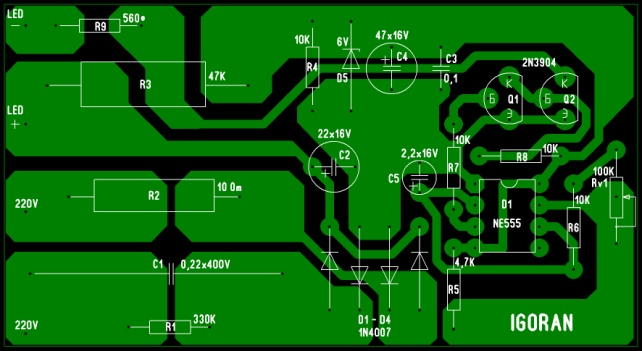 LED
560*
R9
R3
47K
LED
+
220V
R2
10 Om
C1
0,22x400V
220V
R1
330K
10K
R4
6V
D5
47x16V
+
C4
C3
0,1
2N3904
К
Б
Q1
Э
К
Б
Q2
Э
22x16V
C2
+
2,2x16V
C5
+
10K
R7
R8
10K
D1
NE555
10K
R6
100K
Rv1
4,7K
R5
D1 - D4
1N4007
IGORAN